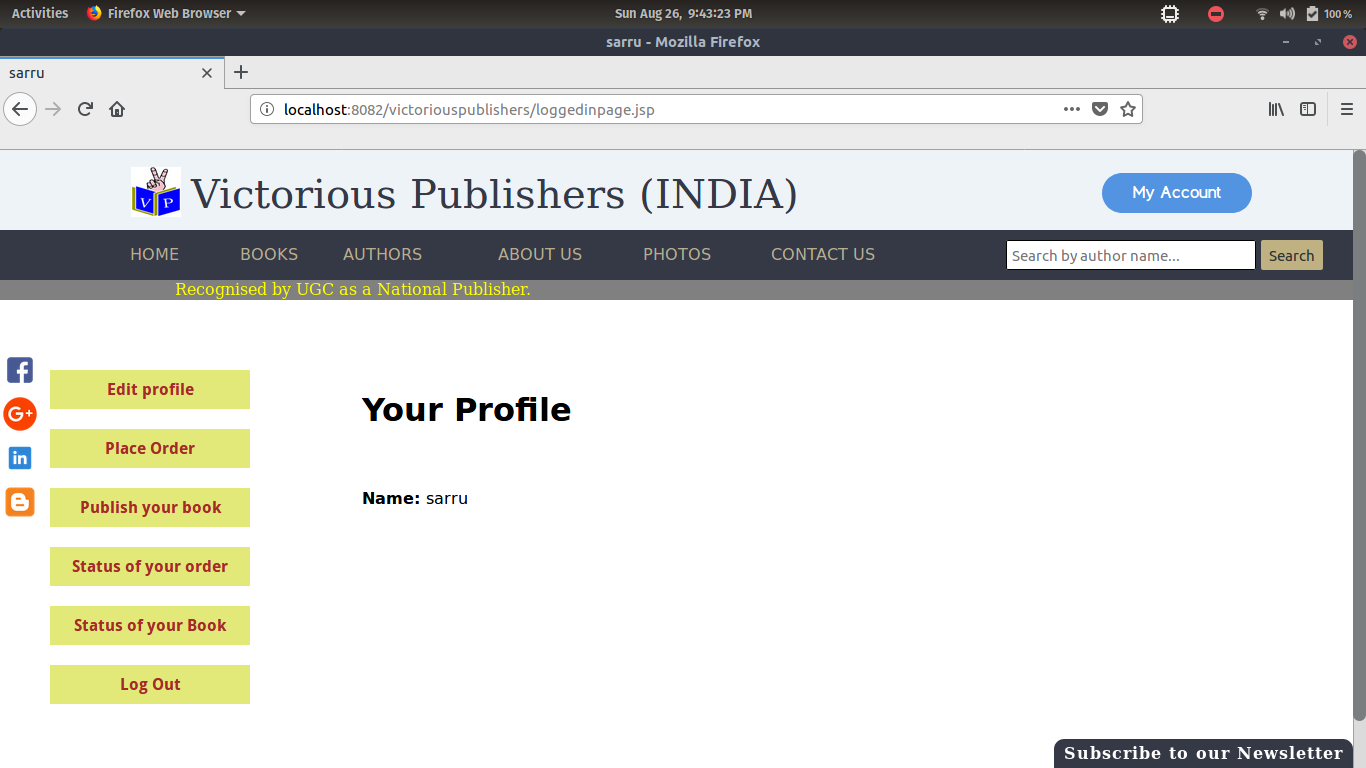 Activities Firefox Web Browser Sun Aug 26, 9:43:23 PM 100 %
sarru - Mozilla Firefox
sarru
localhost:8082/victoriouspublishers/loggedinpage.jsp
V P Victorious Publishers (INDIA) My Account
HOME BOOKS AUTHORS ABOUT US PHOTOS CONTACT US Search by author name... Search
Recognised by UGC as a National Publisher.
Edit profile
Place Order
Publish your book
Status of your order
Status of your Book
Log Out
Your Profile
Name: sarru
Subscribe to our Newsletter